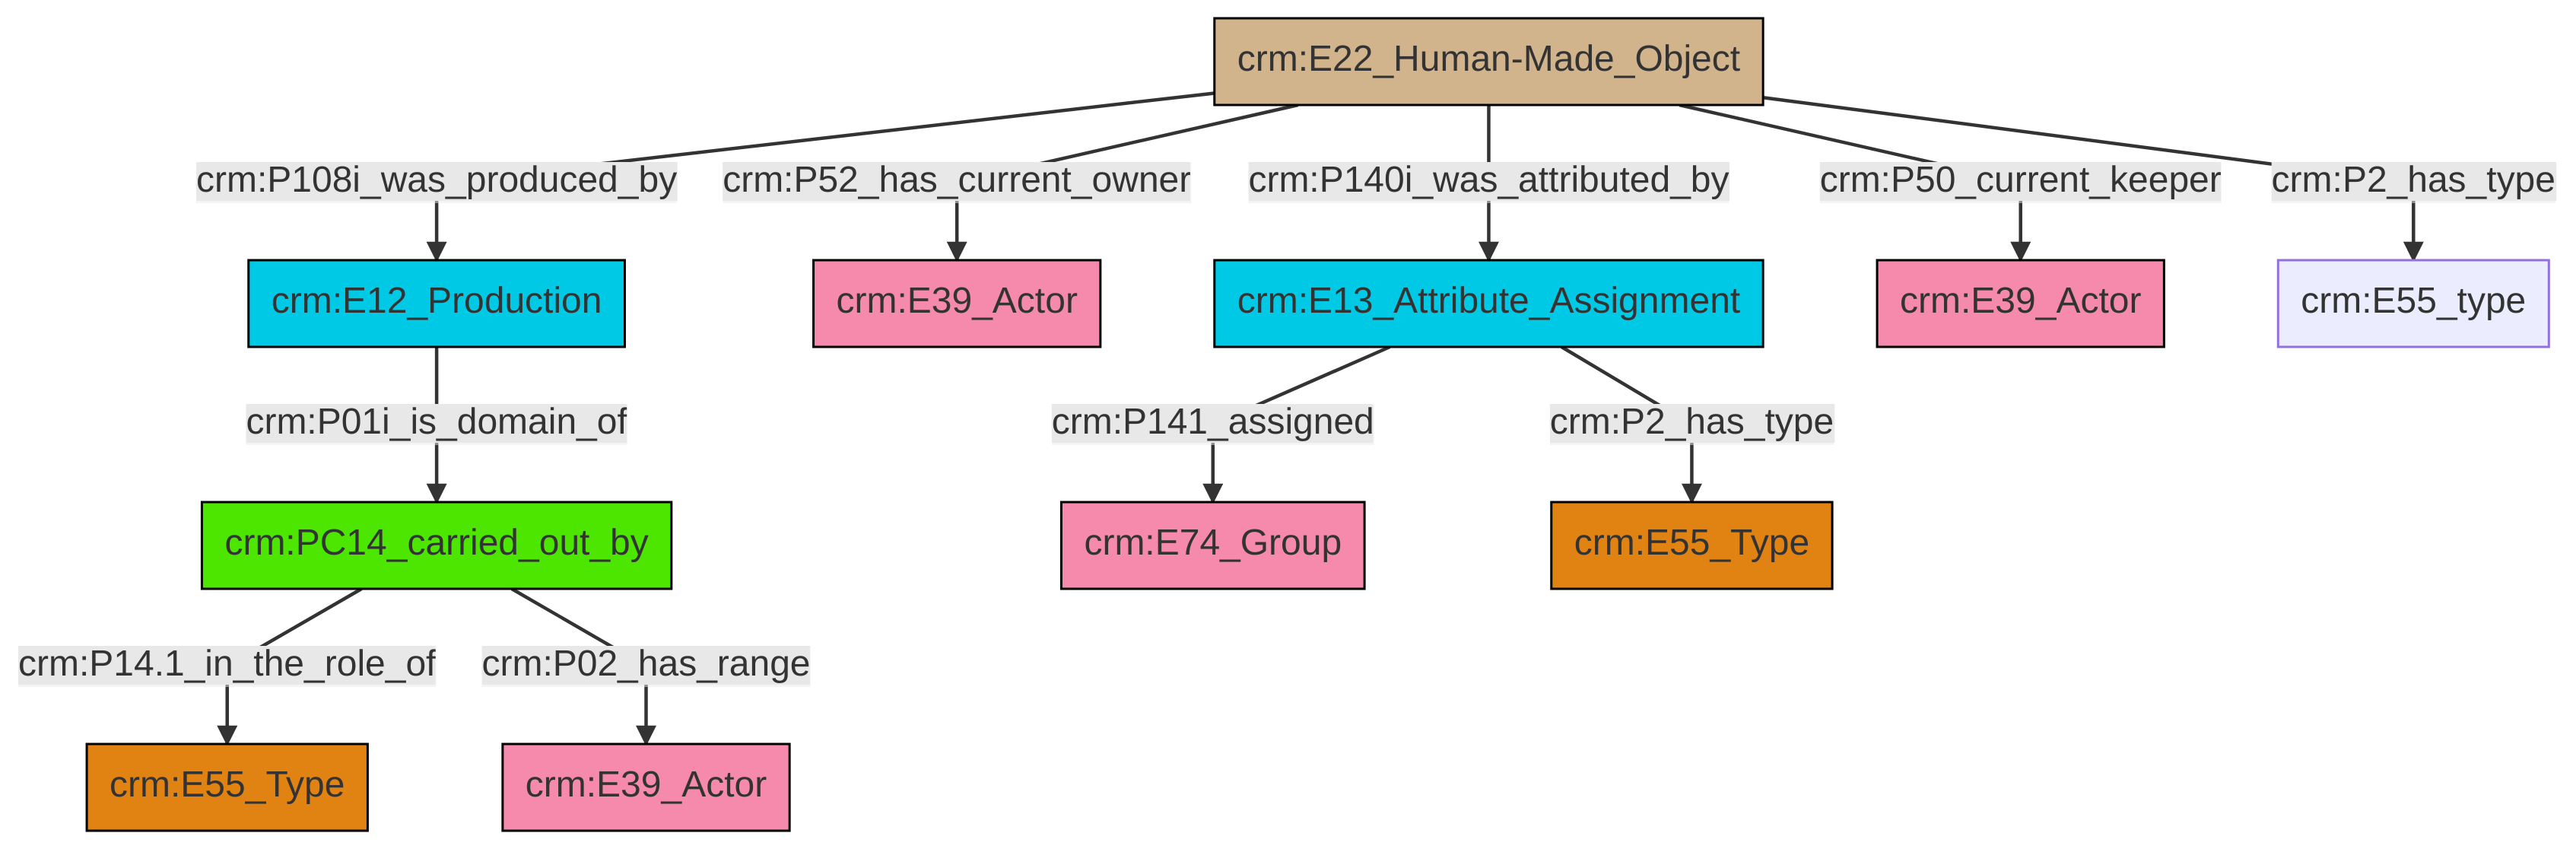 crm:E22_Human-Made_Object
crm:P108i_was_produced_by
crm:P52_has_current_owner
crm:P140i_was_attributed_by
crm:P50_current_keeper
crm:P2_has_type
crm:E12_Production
crm:E39_Actor
crm:E13_Attribute_Assignment
crm:E39_Actor
crm:E55_type
crm:P01i_is_domain_of
crm:P141_assigned
crm:P2_has_type
crm:PC14_carried_out_by
crm:E74_Group
crm:E55_Type
crm:P14.1_in_the_role_of
crm:P02_has_range
crm:E55_Type
crm:E39_Actor